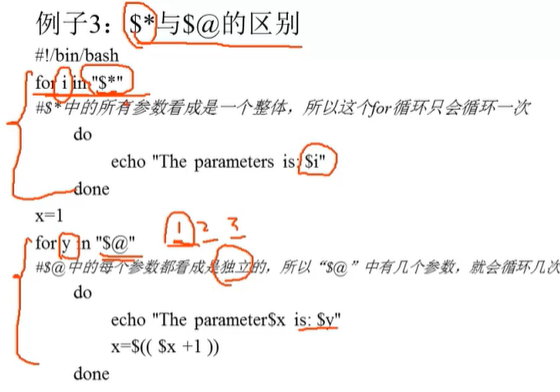 例子3：$*与$@的区别
#!/bin/bash
for i in "$*"
#$*中的所有参数看成是一个整体，所以这个for循环只会循环一次
do
echo "The parameters is: $i"
done
x=1
for y in "$@" 1 2 3
#$@中的每个参数都看成是独立的，所以“$@”中有几个参数，就会循环几次
do
echo "The parameter$x is: $y"
x=$(( $x +1 ))
done